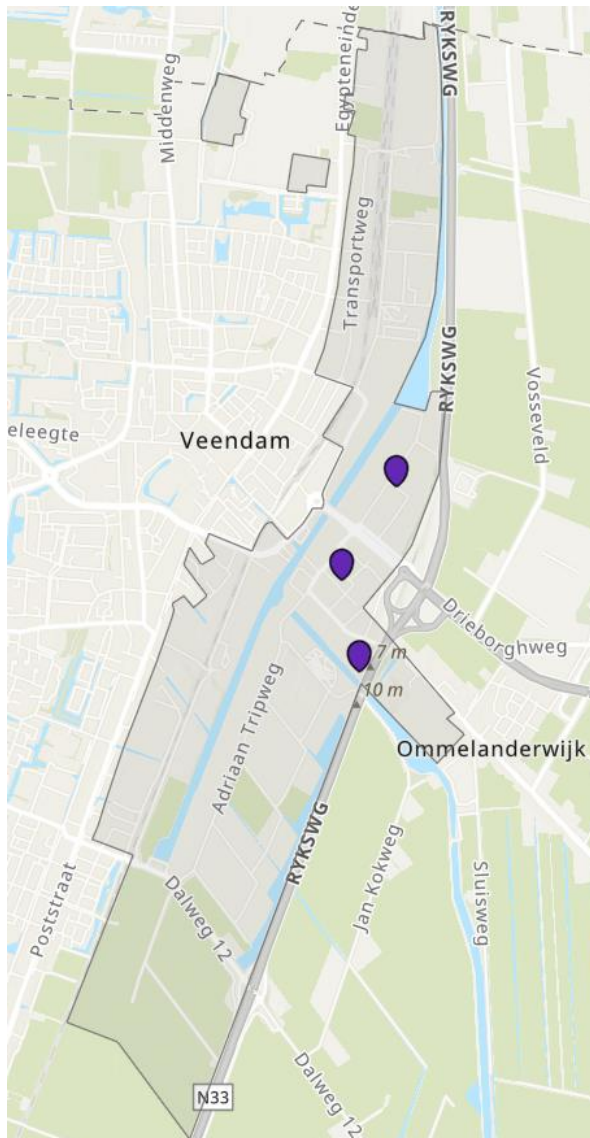 RYKSWG
Middenweg
Egypteneinde
Transportweg
RYKSWG
Vosseveld
eleegte
Veendam
Drieborghweg
7 m
10 m
Adriaan Tripweg
Ommelanderwijk
RYKSWG
Jan Kokweg
Sluisweg
Poststraat
Dalweg 12
Dalweg 12
N33